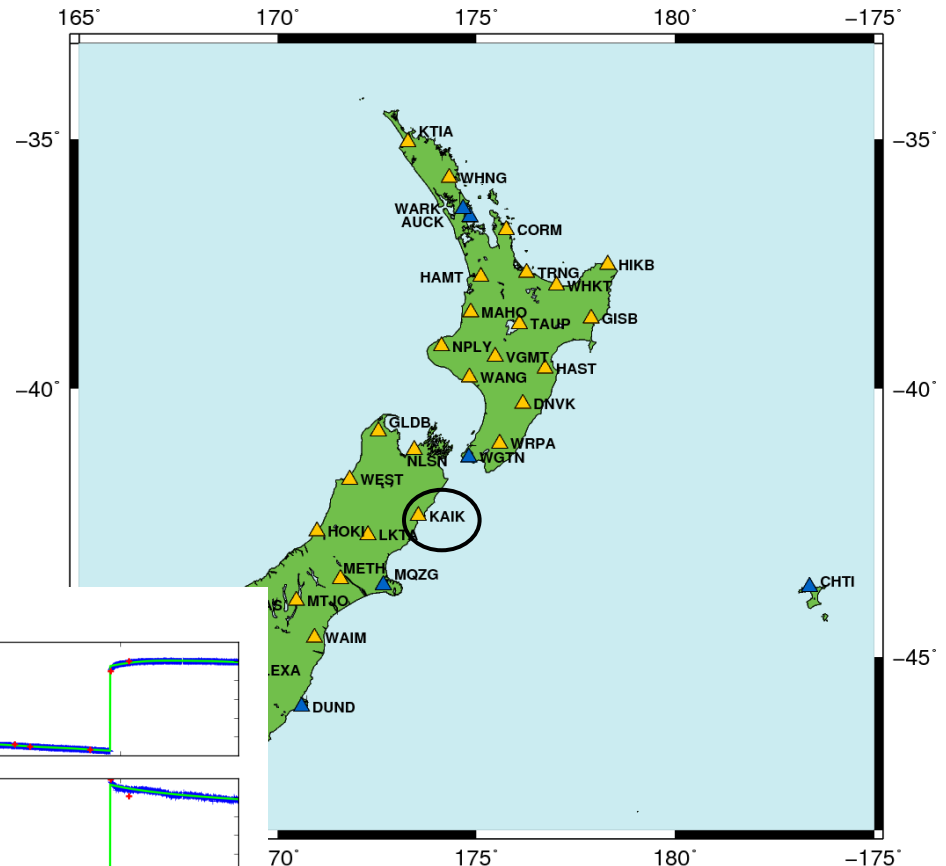 165° 170° 175° 180° −175°
−35° −35°
KTIA
WHNG
WARK
AUCK
CORM
HIKB
TRNG
HAMT
WHKT
MAHO
GISB
TAUP
NPLY
VGMT
HAST
WANG
−40° −40°
DNVK
GLDB
WRPA
WGTN
NLSN
WEST
KAIK
HOKI
LKTA
METH
MQZG
CHTI
MTJO
WAIM
−45°
LEXA
DUND
70° 175° 180° −175°